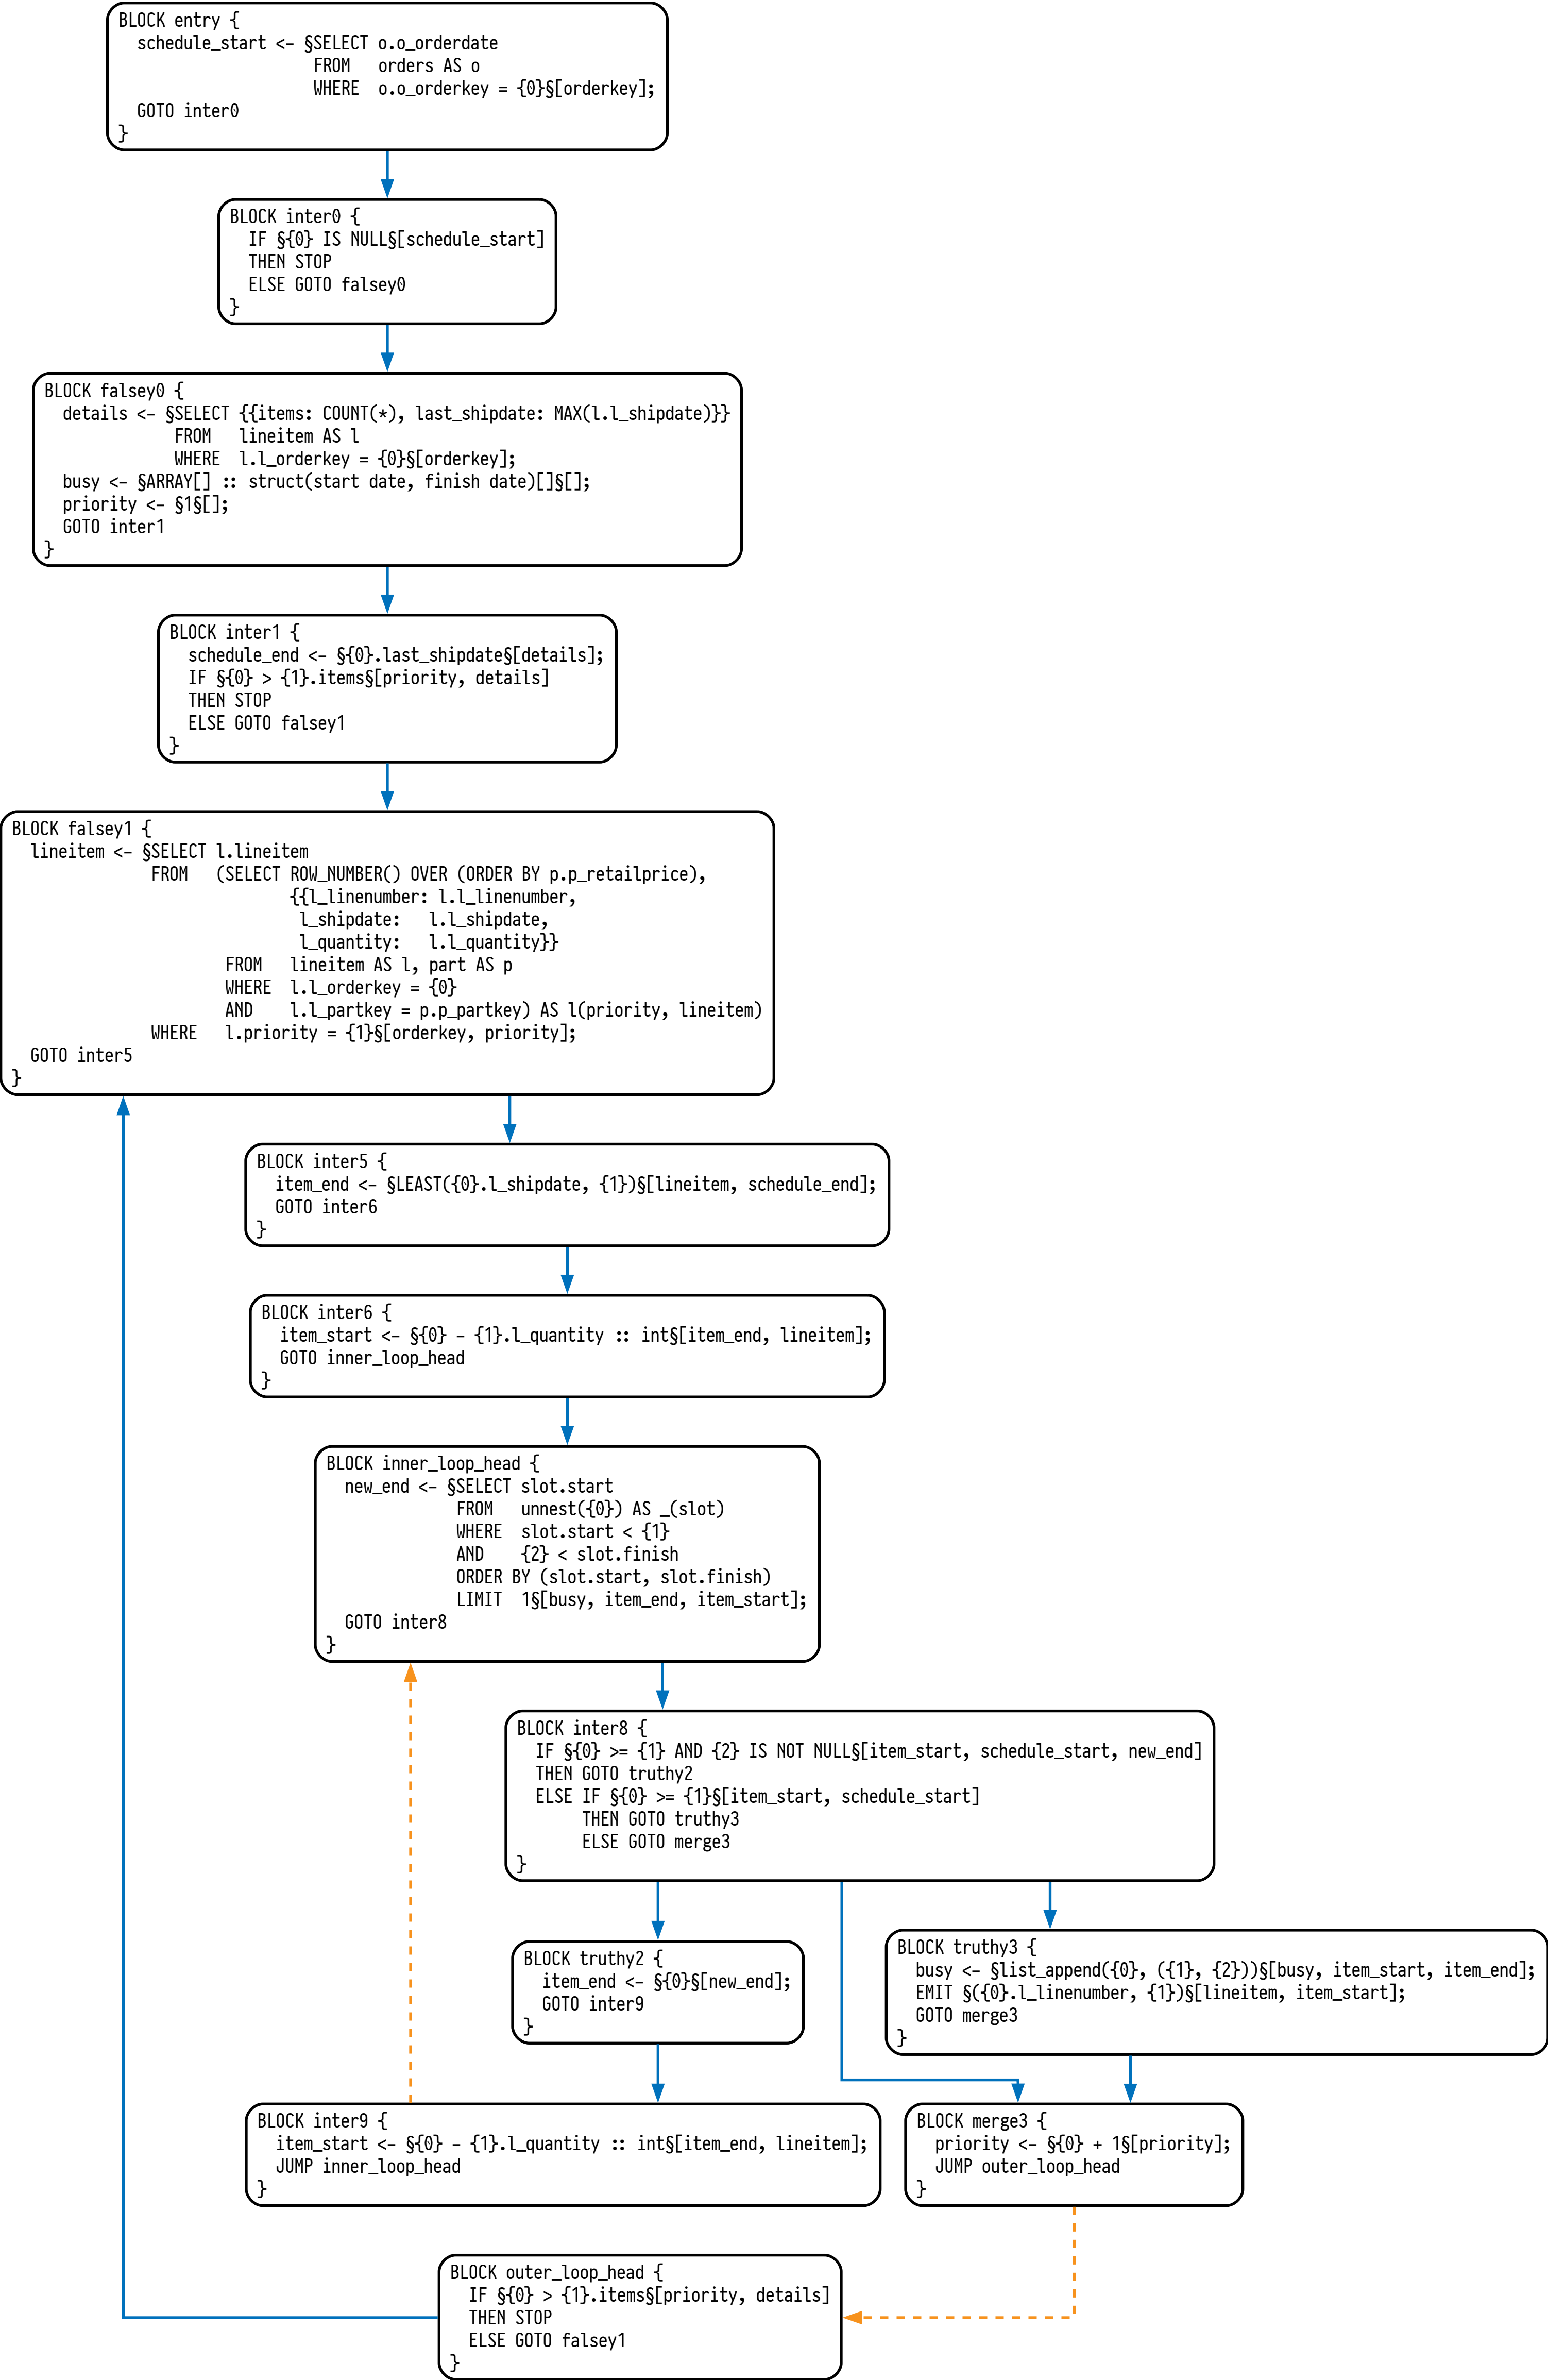 BLOCK entry {
  schedule_start <- §SELECT o.o_orderdate
                     FROM   orders AS o
                     WHERE  o.o_orderkey = {0}§[orderkey];
  GOTO inter0
}
BLOCK inter0 {
  IF §{0} IS NULL§[schedule_start]
  THEN STOP
  ELSE GOTO falsey0
}
BLOCK falsey0 {
  details <- §SELECT {{items: COUNT(*), last_shipdate: MAX(l.l_shipdate)}}
              FROM   lineitem AS l
              WHERE  l.l_orderkey = {0}§[orderkey];
  busy <- §ARRAY[] :: struct(start date, finish date)[]§[];
  priority <- §1§[];
  GOTO inter1
}
BLOCK inter1 {
  schedule_end <- §{0}.last_shipdate§[details];
  IF §{0} > {1}.items§[priority, details]
  THEN STOP
  ELSE GOTO falsey1
}
BLOCK falsey1 {
  lineitem <- §SELECT l.lineitem
               FROM   (SELECT ROW_NUMBER() OVER (ORDER BY p.p_retailprice),
                              {{l_linenumber: l.l_linenumber,
                               l_shipdate:   l.l_shipdate,
                               l_quantity:   l.l_quantity}}
                       FROM   lineitem AS l, part AS p
                       WHERE  l.l_orderkey = {0}
                       AND    l.l_partkey = p.p_partkey) AS l(priority, lineitem)
               WHERE   l.priority = {1}§[orderkey, priority];
  GOTO inter5
}
BLOCK inter5 {
  item_end <- §LEAST({0}.l_shipdate, {1})§[lineitem, schedule_end];
  GOTO inter6
}
BLOCK inter6 {
  item_start <- §{0} - {1}.l_quantity :: int§[item_end, lineitem];
  GOTO inner_loop_head
}
BLOCK inner_loop_head {
  new_end <- §SELECT slot.start
              FROM   unnest({0}) AS _(slot)
              WHERE  slot.start < {1}
              AND    {2} < slot.finish
              ORDER BY (slot.start, slot.finish)
              LIMIT  1§[busy, item_end, item_start];
  GOTO inter8
}
BLOCK inter8 {
  IF §{0} >= {1} AND {2} IS NOT NULL§[item_start, schedule_start, new_end]
  THEN GOTO truthy2
  ELSE IF §{0} >= {1}§[item_start, schedule_start]
       THEN GOTO truthy3
       ELSE GOTO merge3
}
BLOCK truthy2 {
  item_end <- §{0}§[new_end];
  GOTO inter9
}
BLOCK truthy3 {
  busy <- §list_append({0}, ({1}, {2}))§[busy, item_start, item_end];
  EMIT §({0}.l_linenumber, {1})§[lineitem, item_start];
  GOTO merge3
}
BLOCK inter9 {
  item_start <- §{0} - {1}.l_quantity :: int§[item_end, lineitem];
  JUMP inner_loop_head
}
BLOCK merge3 {
  priority <- §{0} + 1§[priority];
  JUMP outer_loop_head
}
BLOCK outer_loop_head {
  IF §{0} > {1}.items§[priority, details]
  THEN STOP
  ELSE GOTO falsey1
}